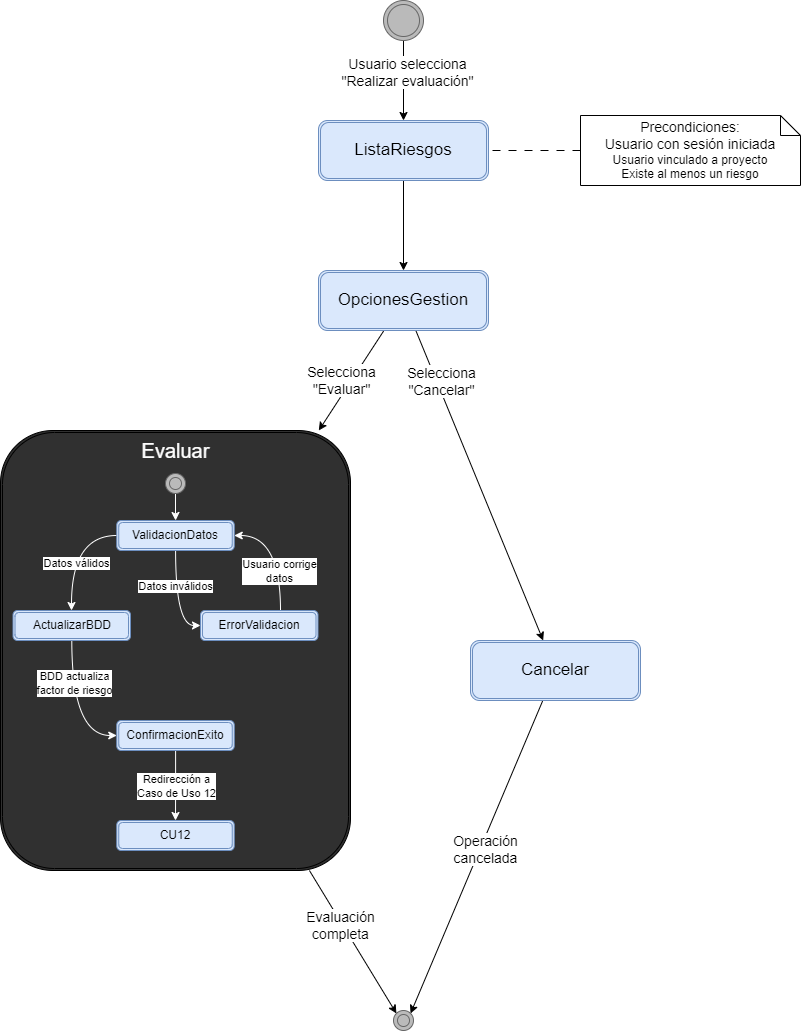 Usuario selecciona
"Realizar evaluación"
ListaRiesgos
Precondiciones:
Usuario con sesión iniciada
Usuario vinculado a proyecto
Existe al menos un riesgo
OpcionesGestion
Selecciona
"Evaluar"
Selecciona
"Cancelar"
Evaluar
ValidacionDatos
Datos válidos
Datos inválidos
Usuario corrige
datos
ActualizarBDD
ErrorValidacion
BDD actualiza
factor de riesgo
ConfirmacionExito
Redirección a
Caso de Uso 12
CU12
Cancelar
Operación
cancelada
Evaluación
completa